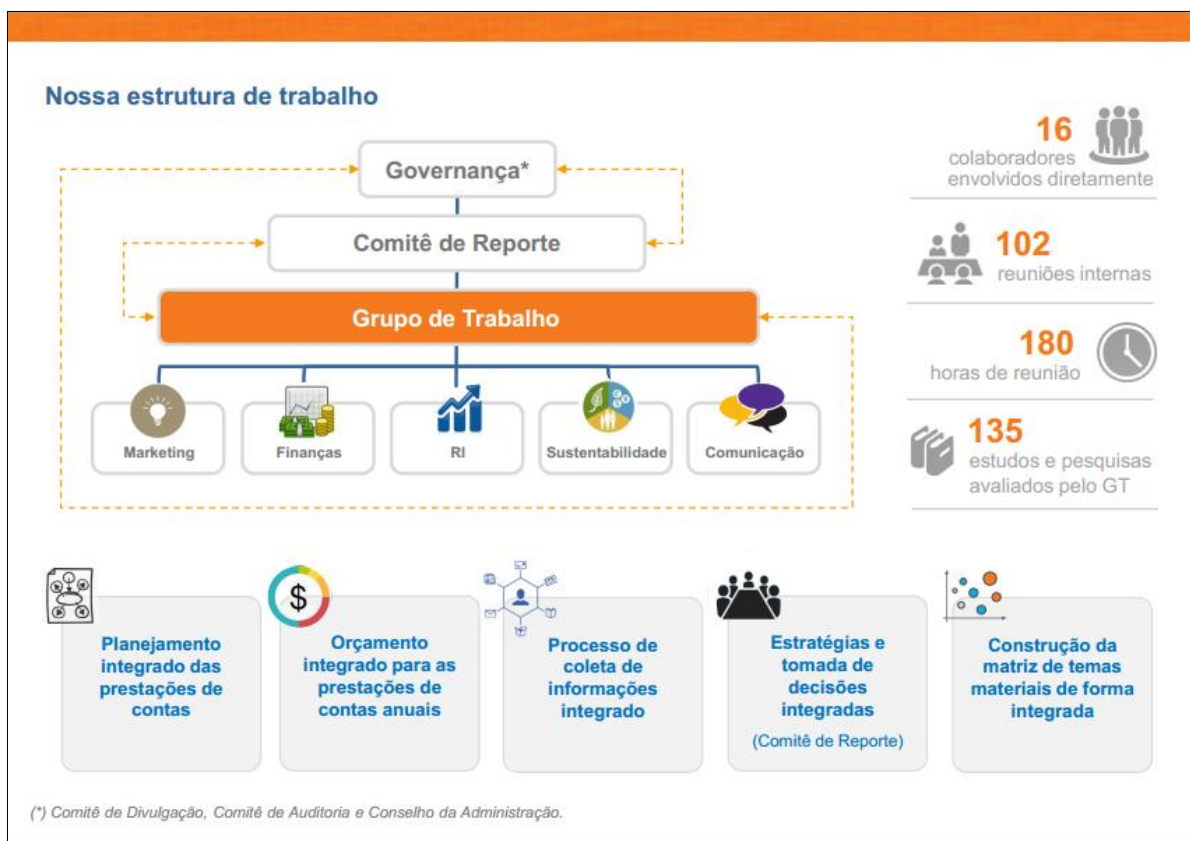 Nossa estrutura de trabalho
Governança*
Comitê de Reporte
Grupo de Trabalho
Marketing
Finanças
RI
Sustentabilidade
Comunicação
16
colaboradores
envolvidos diretamente
102
reuniões internas
180
horas de reunião
135
estudos e pesquisas
avaliados pelo GT
Planejamento
integrado das
prestações de
contas
$
Orçamento
integrado para as
prestações de
contas anuais
Processo de
coleta de
informações
integrado
Estratégias e
tomada de
decisões
integradas
(Comitê de Reporte)
Construção da
matriz de temas
materiais de forma
integrada
(*) Comitê de Divulgação, Comitê de Auditoria e Conselho da Administração.